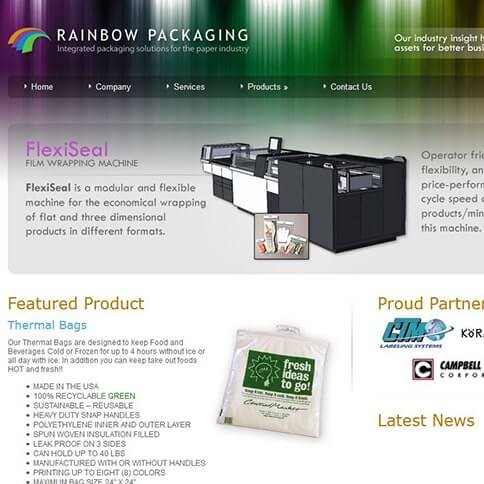 RAINBOW PACKAGING
Integrated packaging solutions for the paper industry
Our industry insight h
assets for better busi
Home
Company
Services
Products »
Contact Us
FlexiSeal
FILM WRAPPING MACHINE
FlexiSeal is a modular and flexible
machine for the economical wrapping
of flat and three dimensional
products in different formats.
Operator frie
flexibility, an
price-perform
cycle speed o
products/min
this machine.
Featured Product
Thermal Bags
Our Thermal Bags are designed to keep Food and
Beverages Cold or Frozen for up to 4 hours without ice or
all day with ice. In addition you can keep take out foods
HOT and fresh!!
MADE IN THE USA
100% RECYCLABLE GREEN
SUSTAINABLE – REUSABLE
HEAVY DUTY SNAP HANDLES
POLYETHYLENE INNER AND OUTER LAYER
SPUN WOVEN INSULATION FILLED
LEAK PROOF ON 3 SIDES
CAN HOLD UP TO 40 LBS
MANUFACTURED WITH OR WITHOUT HANDLES
PRINTING UP TO EIGHT (8) COLORS
MAXIMUM BAG SIZE 24" X 24"
fresh
ideas
to go!
Central Market
Proud Partner
CTM
LABELING SYSTEMS
KöR
CAMPBELL
CORPOR
Latest News